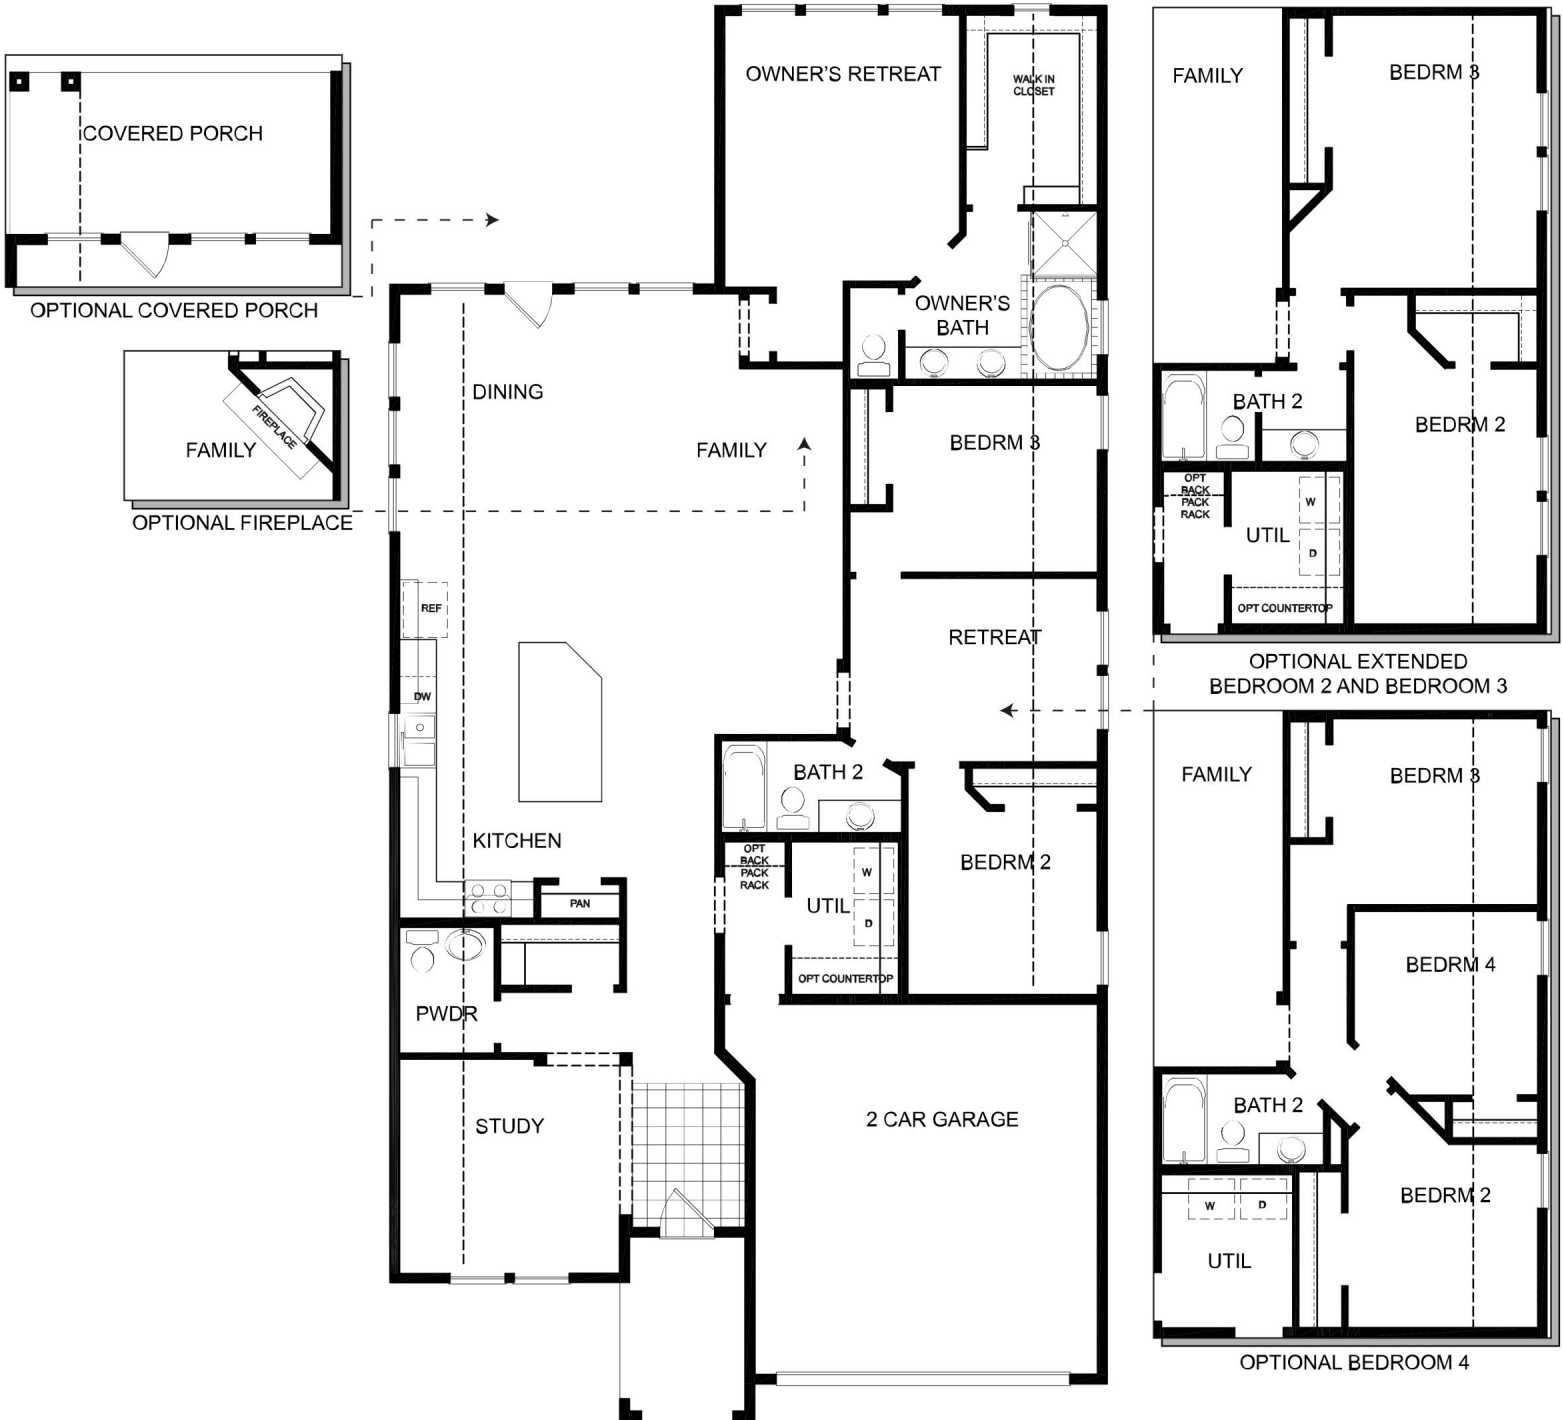 COVERED PORCH
OPTIONAL COVERED PORCH
FAMILY
FIREPLACE
OPTIONAL FIREPLACE
OWNER'S RETREAT
WALK IN
CLOSET
OWNER'S
BATH
DINING
FAMILY
BEDRM 3
REF
RETREAT
DW
BATH 2
KITCHEN
OPT
BACK
PACK
RACK
W
BEDRM 2
PAN
UTIL
D
OPT COUNTERTOP
PWDR
STUDY
2 CAR GARAGE
FAMILY
BEDRM 3
BATH 2
BEDRM 2
OPT
BACK
PACK
RACK
W
UTIL
D
OPT COUNTERTOP
OPTIONAL EXTENDED
BEDROOM 2 AND BEDROOM 3
FAMILY
BEDRM 3
BEDRM 4
BATH 2
BEDRM 2
W
D
UTIL
OPTIONAL BEDROOM 4